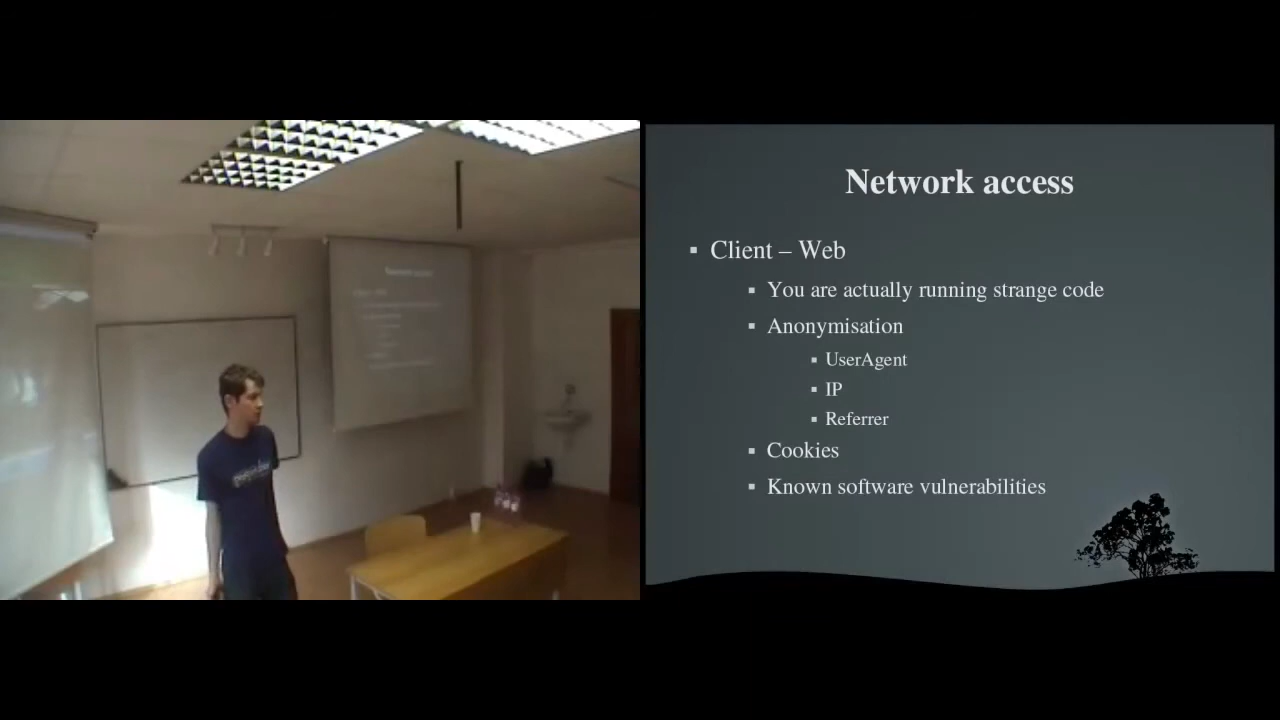 Network access
Client – Web
You are actually running strange code
Anonymisation
UserAgent
IP
Referrer
Cookies
Known software vulnerabilities